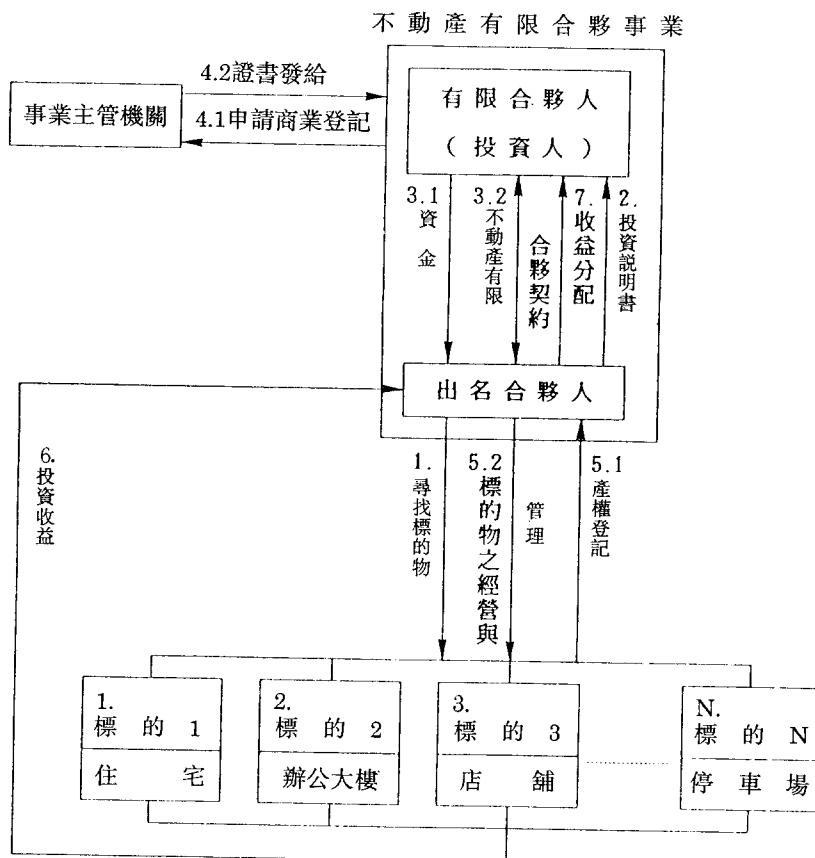 不動產有限合夥事業
4.2證書發給
事業主管機關
4.1申請商業登記
有限合夥人
（投資人）
3.1
資金
3.2
不動產有限
合夥契約
7.
收益分配
2.
投資說明書
出名合夥人
6.
投資收益
1.
尋找標的物
5.2
標的物之經營與
管理
5.1
產權登記
1.
標的1
住宅
2.
標的2
辦公大樓
3.
標的3
店舖
N.
標的N
停車場